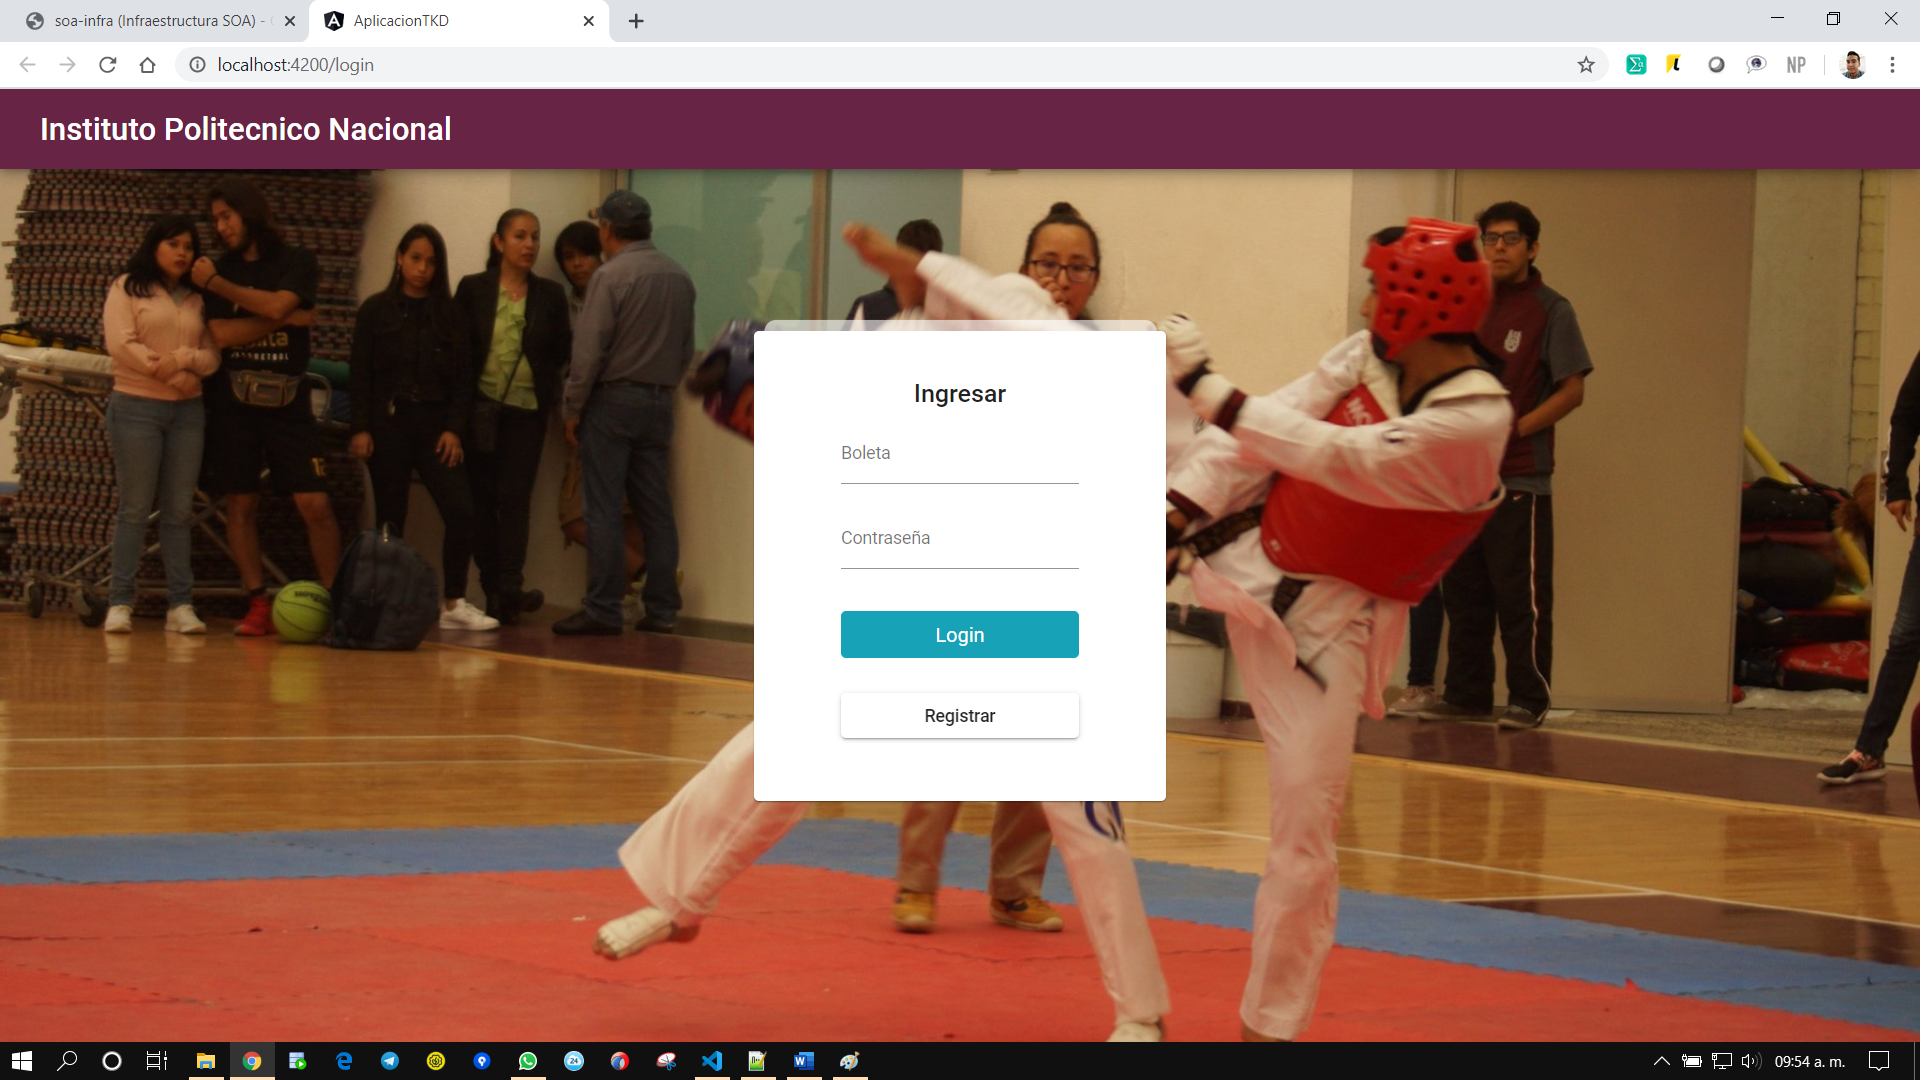 soa-infra (Infraestructura SOA) -
AplicacionTKD
localhost:4200/login
NP
Instituto Politecnico Nacional
Ingresar
Boleta
Contraseña
Login
Registrar
24
09:54 a. m.